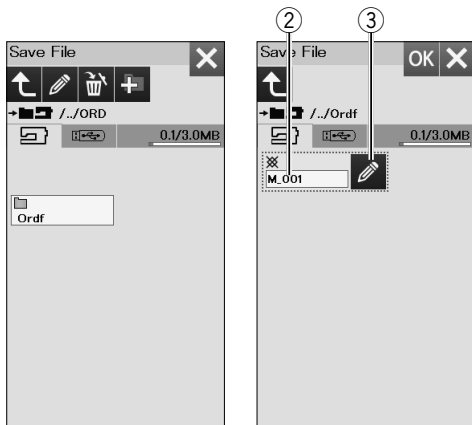 ② ③
Save File
/../ORD
0.1/3.0MB
Ordf
Save File OK
/../Ordf
0.1/3.0MB
M_001